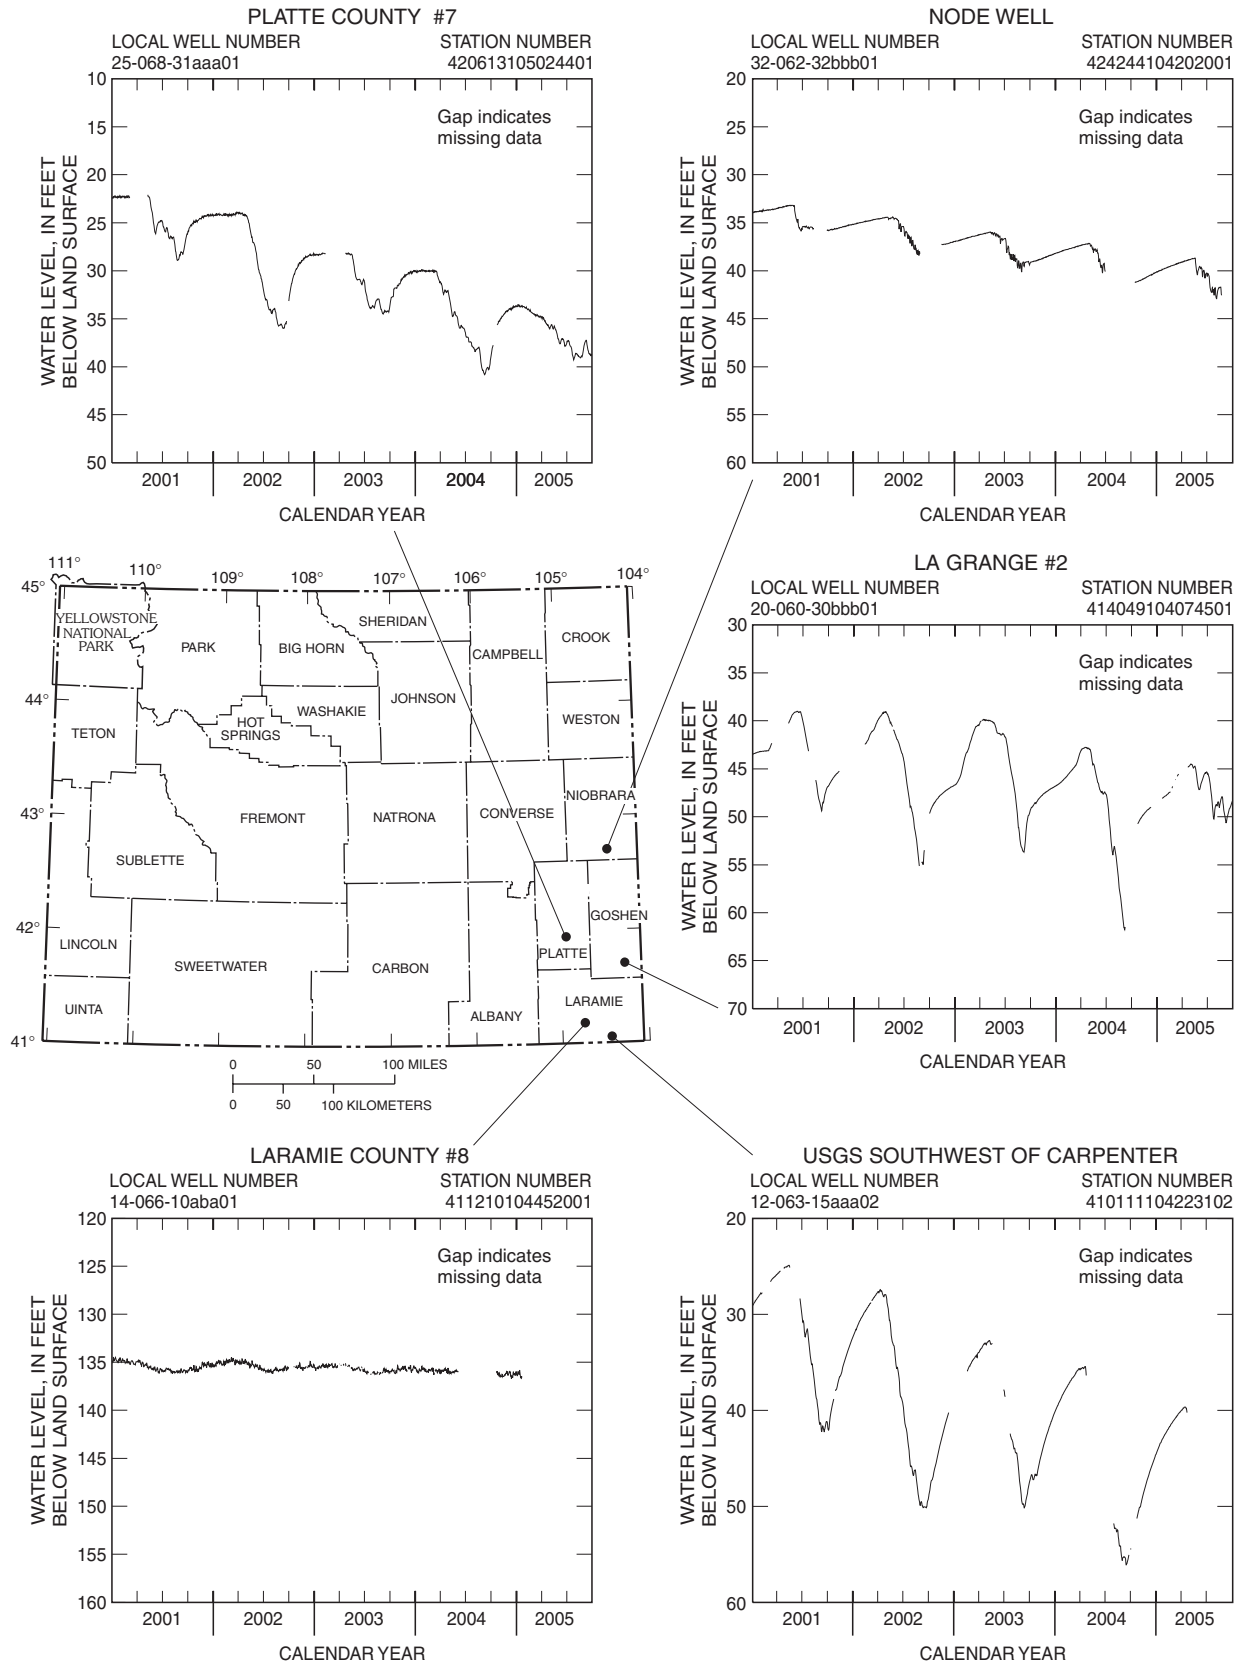 PLATTE COUNTY #7
LOCAL WELL NUMBER
25-068-31aaa01
STATION NUMBER
420613105024401
Gap indicates
missing data
WATER LEVEL, IN FEET
BELOW LAND SURFACE
10
15
20
25
30
35
40
45
50
2001 2002 2003 2004 2005
CALENDAR YEAR
NODE WELL
LOCAL WELL NUMBER
32-062-32bbb01
STATION NUMBER
424244104202001
Gap indicates
missing data
WATER LEVEL, IN FEET
BELOW LAND SURFACE
20
25
30
35
40
45
50
55
60
2001 2002 2003 2004 2005
CALENDAR YEAR
111° 110° 109° 108° 107° 106° 105° 104°
45°
44°
43°
42°
41°
YELLOWSTONE
NATIONAL
PARK
PARK
BIG HORN
SHERIDAN
CAMPBELL
CROOK
TETON
HOT
SPRINGS
WASHAKIE
JOHNSON
WESTON
SUBLETTE
FREMONT
NATRONA
CONVERSE
NIOBRARA
LINCOLN
SWEETWATER
CARBON
PLATTE
GOSHEN
UINTA
ALBANY
LARAMIE
0 50 100 MILES
0 50 100 KILOMETERS
LA GRANGE #2
LOCAL WELL NUMBER
20-060-30bbb01
STATION NUMBER
414049104074501
Gap indicates
missing data
WATER LEVEL, IN FEET
BELOW LAND SURFACE
30
35
40
45
50
55
60
65
70
2001 2002 2003 2004 2005
CALENDAR YEAR
LARAMIE COUNTY #8
LOCAL WELL NUMBER
14-066-10aba01
STATION NUMBER
411210104452001
Gap indicates
missing data
WATER LEVEL, IN FEET
BELOW LAND SURFACE
120
125
130
135
140
145
150
155
160
2001 2002 2003 2004 2005
CALENDAR YEAR
USGS SOUTHWEST OF CARPENTER
LOCAL WELL NUMBER
12-063-15aaa02
STATION NUMBER
410111104223102
Gap indicates
missing data
WATER LEVEL, IN FEET
BELOW LAND SURFACE
20
30
40
50
60
2001 2002 2003 2004 2005
CALENDAR YEAR